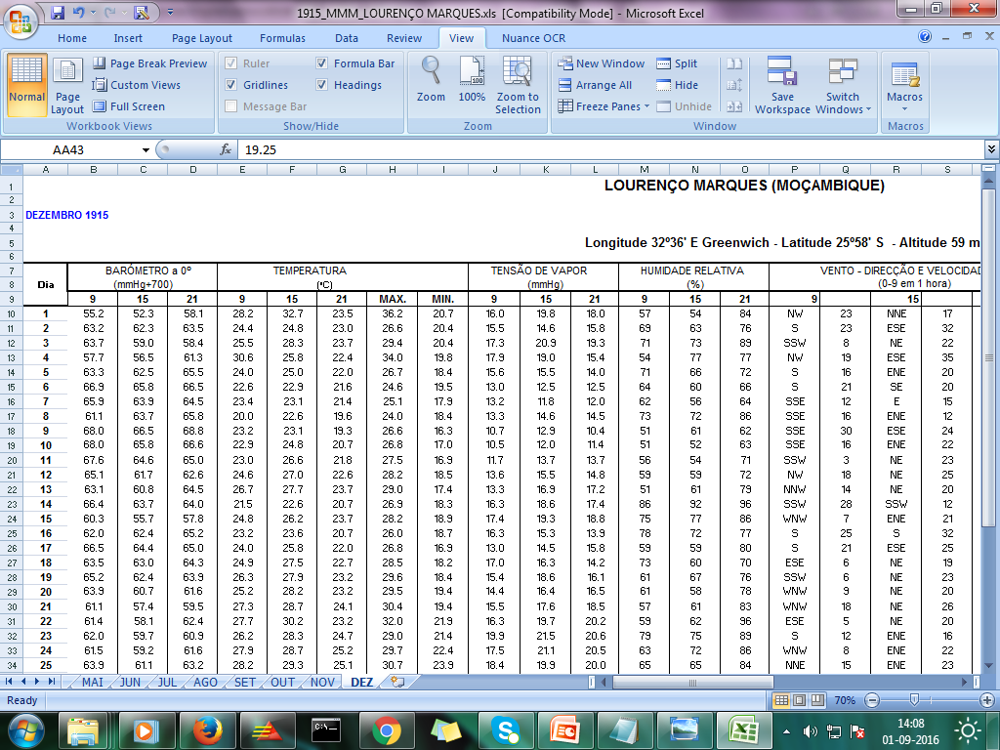 1915_MMM_LOURENÇO MARQUES.xls [Compatibility Mode] - Microsoft Excel
Home Insert Page Layout Formulas Data Review View Nuance OCR
Normal Page Layout Page Break Preview Custom Views Full Screen
Workbook Views
Ruler Formula Bar
Gridlines Headings
Message Bar
Show/Hide
Zoom 100% Zoom to Selection
Zoom
New Window Split
Arrange All Hide
Freeze Panes Unhide
Save Workspace Switch Windows
Window
Macros
Macros
AA43 fx 19.25
A B C D E F G H I J K L M N O P Q R S
1 LOURENÇO MARQUES (MOÇAMBIQUE)
2
3 DEZEMBRO 1915
4
5 Longitude 32º36' E Greenwich - Latitude 25º58' S - Altitude 59 m
6
7 BARÓMETRO a 0º TEMPERATURA TENSÃO DE VAPOR HUMIDADE RELATIVA VENTO - DIRECÇÃO E VELOCIDAD
8 Dia (mmHg+700) (ºC) (mmHg) (%) (0-9 em 1 hora)
9 9 15 21 9 15 21 MAX. MIN. 9 15 21 9 15 21 9 15
10 1 55.2 52.3 58.1 28.2 32.7 23.5 36.2 20.7 16.0 19.8 18.0 57 54 84 NW 23 NNE 17
11 2 63.2 62.3 63.5 24.4 24.8 23.0 26.6 20.4 15.5 14.6 15.8 69 63 76 S 23 ESE 32
12 3 63.7 59.0 58.4 25.5 28.3 23.7 29.4 20.4 17.3 20.9 19.3 71 73 89 SSW 8 NE 22
13 4 57.7 56.5 61.3 30.6 25.8 22.4 34.0 19.8 17.9 19.0 15.4 54 77 77 NW 19 ESE 35
14 5 63.3 62.5 65.5 24.0 25.0 22.0 26.7 18.4 15.6 15.5 14.0 71 66 72 S 16 ENE 20
15 6 66.9 65.8 66.5 22.6 22.9 21.6 24.6 19.5 13.0 12.5 12.5 64 60 66 S 21 SE 20
16 7 65.9 63.9 64.5 23.4 23.1 21.4 25.1 17.9 13.2 11.8 12.0 62 56 64 SSE 12 E 15
17 8 61.1 63.7 65.8 20.0 22.6 19.6 24.0 18.4 13.3 14.6 14.5 73 72 86 SSE 16 ENE 12
18 9 68.0 66.5 68.8 23.2 23.1 19.3 26.6 16.3 10.7 12.9 10.4 51 61 62 SSE 30 ESE 24
19 10 68.0 65.8 66.6 22.9 24.8 20.7 26.8 17.0 10.5 12.0 11.4 51 52 63 SSE 16 ENE 22
20 11 67.6 64.6 65.0 23.0 26.6 21.8 27.5 16.9 11.7 13.7 13.7 56 54 71 SSW 3 NE 23
21 12 65.1 61.7 62.6 24.6 27.0 22.6 28.2 18.5 13.6 15.5 14.8 59 59 72 NW 18 NE 25
22 13 63.1 60.8 64.5 26.7 27.7 23.7 29.0 17.4 13.3 16.9 17.2 51 61 79 NNW 14 NE 20
23 14 66.4 63.7 64.0 21.5 22.6 20.7 26.9 18.3 16.3 18.6 17.4 86 92 96 SSW 28 SSW 12
24 15 60.3 55.7 57.8 24.8 26.2 23.7 28.2 18.9 17.4 19.3 18.8 75 77 86 WNW 7 ENE 21
25 16 62.0 62.4 65.2 23.2 23.6 20.7 26.0 18.7 16.3 15.3 13.9 78 72 77 S 25 S 32
26 17 66.5 64.4 65.0 24.0 25.8 22.0 26.8 16.9 13.0 14.5 15.8 59 59 80 S 21 ESE 25
27 18 63.5 63.0 64.3 24.9 27.5 22.7 28.5 18.2 17.0 16.3 14.2 73 60 70 ESE 6 NE 19
28 19 65.2 62.4 63.9 26.3 27.9 23.2 29.6 18.4 15.4 18.6 16.1 61 67 76 SSW 6 NE 23
29 20 63.9 60.7 61.6 25.2 28.2 23.2 29.5 19.4 14.4 16.4 16.5 61 58 78 WNW 9 NE 20
30 21 61.1 57.4 59.5 27.3 28.7 24.1 30.4 19.4 15.5 17.6 18.5 57 61 83 WNW 18 NE 26
31 22 61.4 58.1 62.4 27.7 30.2 23.2 32.0 21.9 16.3 19.7 20.2 59 62 96 ESE 5 NE 20
32 23 62.0 59.7 60.9 26.2 28.3 24.7 29.0 21.4 19.9 21.5 20.6 79 75 89 S 12 ENE 16
33 24 61.5 59.2 61.6 27.9 28.7 25.2 29.7 22.4 17.5 21.1 20.5 63 72 86 WNW 8 ENE 22
34 25 63.9 61.1 63.2 28.2 29.3 25.1 30.7 23.9 18.4 19.9 20.0 65 65 84 NNE 15 ENE 23
MAI JUN JUL AGO SET OUT NOV DEZ
Ready 70%
C:\_
14:08
01-09-2016